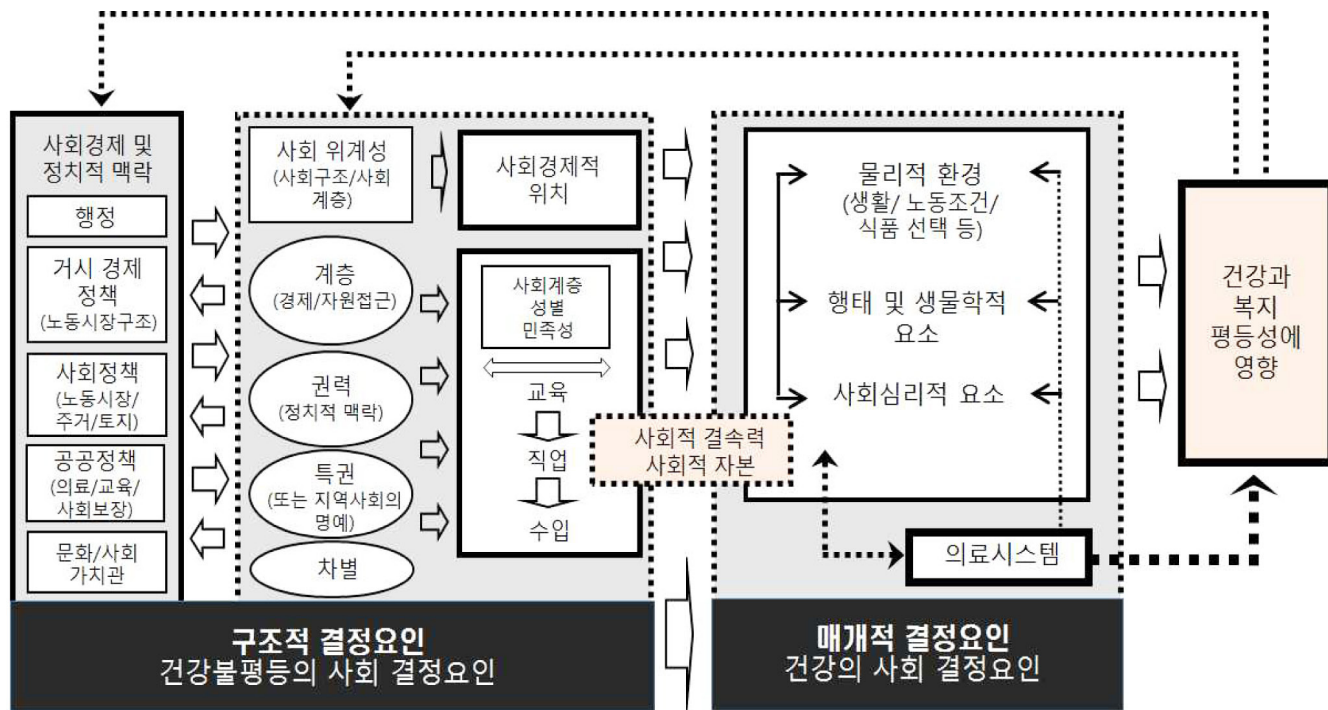 사회경제 및
정치적 맥락
행정
거시 경제
정책
(노동시장구조)
사회정책
(노동시장/
주거/토지)
공공정책
(의료/교육/
사회보장)
문화/사회
가치관
사회 위계성
(사회구조/사회
계층)
계층
(경제/자원접근)
권력
(정치적 맥락)
특권
(또는 지역사회의
명예)
차별
사회경제적
위치
사회계층
성별
민족성
교육
직업
수입
사회적 결속력
사회적 자본
물리적 환경
(생활/ 노동조건/
식품 선택 등)
행태 및 생물학적
요소
사회심리적 요소
의료시스템
건강과
복지
평등성에
영향
구조적 결정요인
건강불평등의 사회 결정요인
매개적 결정요인
건강의 사회 결정요인